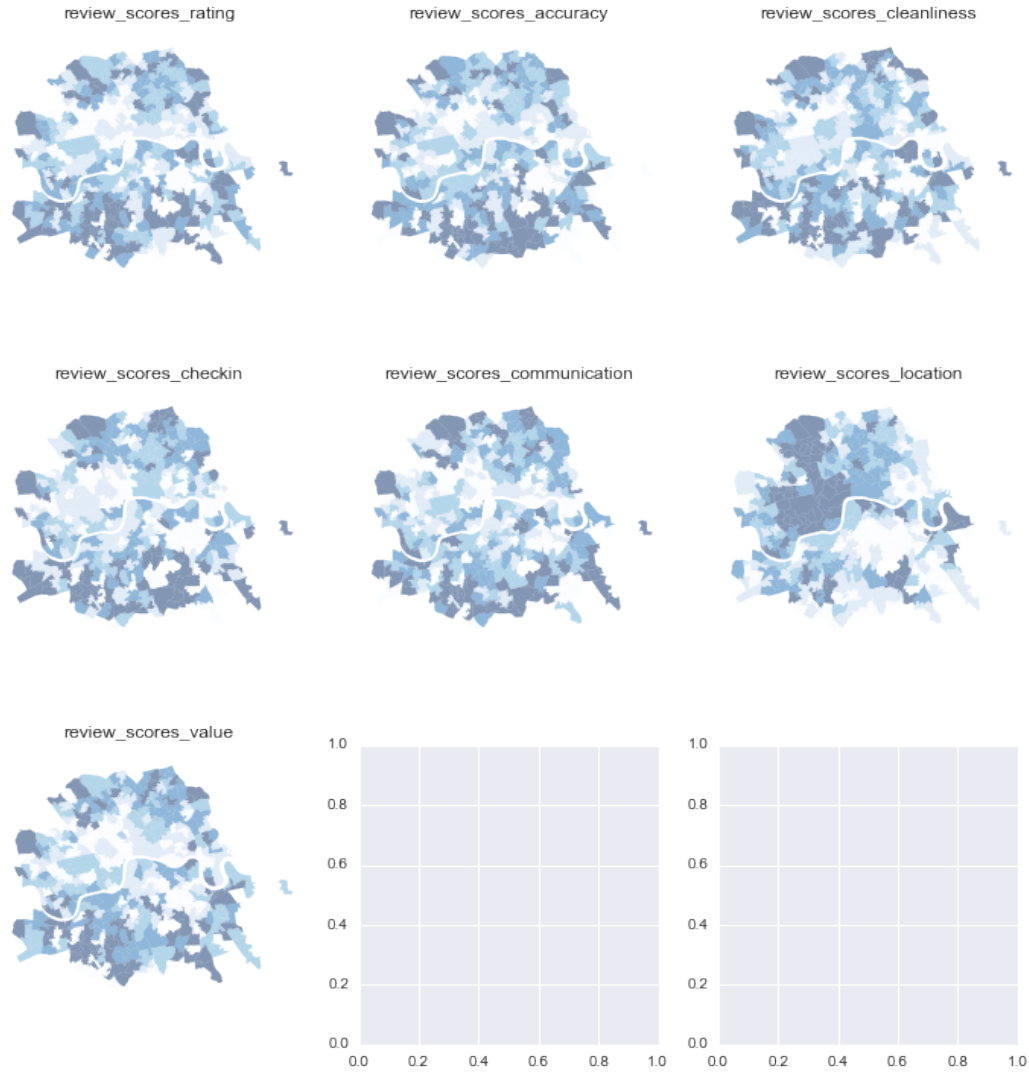 review_scores_rating
review_scores_accuracy
review_scores_cleanliness
review_scores_checkin
review_scores_communication
review_scores_location
review_scores_value
1.0
0.8
0.6
0.4
0.2
0.0
0.0 0.2 0.4 0.6 0.8 1.0
1.0
0.8
0.6
0.4
0.2
0.0
0.0 0.2 0.4 0.6 0.8 1.0